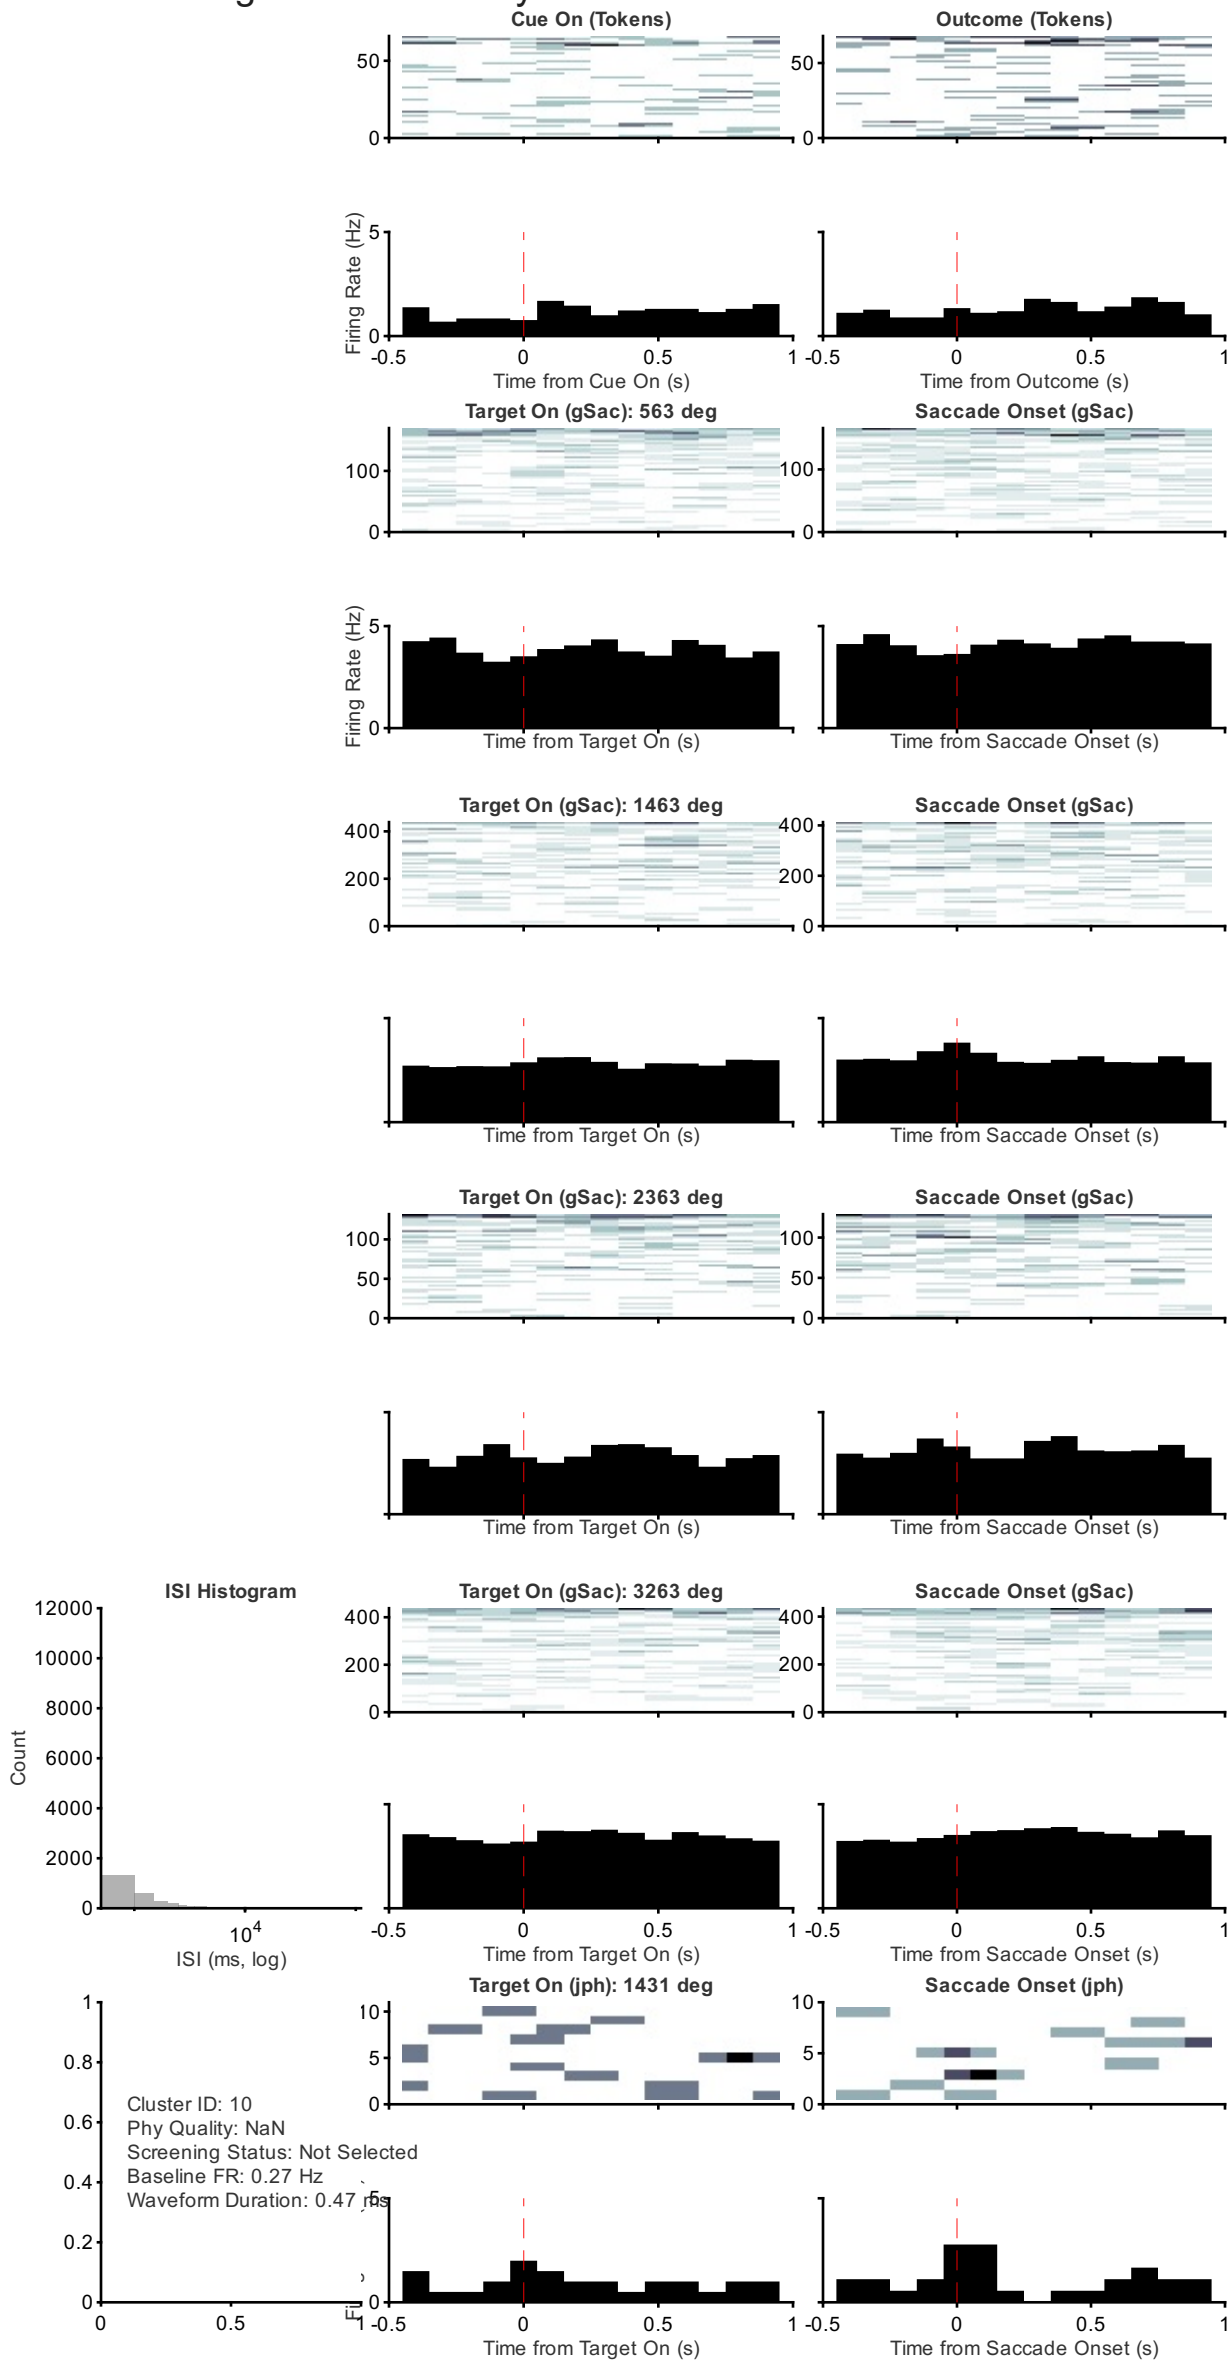 Cue On (Tokens)
Outcome (Tokens)
50
0
50
0
Firing Rate (Hz)
5
0
-0.5 0 0.5 1
-0.5 0 0.5 1
Time from Cue On (s)
Time from Outcome (s)
Target On (gSac): 563 deg
Saccade Onset (gSac)
100
0
100
0
Firing Rate (Hz)
5
0
Time from Target On (s)
Time from Saccade Onset (s)
Target On (gSac): 1463 deg
Saccade Onset (gSac)
400
200
0
400
200
0
Time from Target On (s)
Time from Saccade Onset (s)
Target On (gSac): 2363 deg
Saccade Onset (gSac)
100
50
0
100
50
0
Time from Target On (s)
Time from Saccade Onset (s)
ISI Histogram
12000
10000
8000
6000
4000
2000
0
Count
10^4
ISI (ms, log)
Target On (gSac): 3263 deg
Saccade Onset (gSac)
400
200
0
400
200
0
-0.5 0 0.5 1
-0.5 0 0.5 1
Time from Target On (s)
Time from Saccade Onset (s)
Target On (jph): 1431 deg
Saccade Onset (jph)
10
5
0
10
5
0
1
0.8
0.6
0.4
0.2
0
0 0.5 1
Cluster ID: 10
Phy Quality: NaN
Screening Status: Not Selected
Baseline FR: 0.27 Hz
Waveform Duration: 0.47 ms
5
0
-0.5 0 0.5 1
-0.5 0 0.5 1
Time from Target On (s)
Time from Saccade Onset (s)